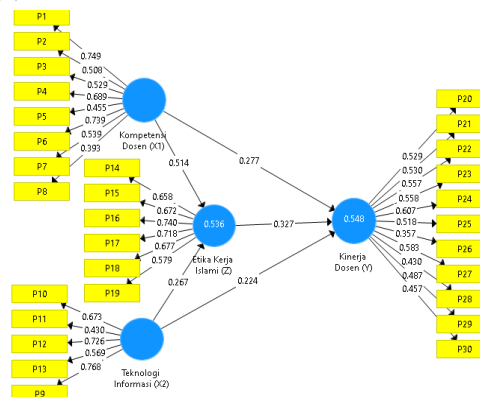 P1
P2
P3
P4
P5
P6
P7
P8
0.749
0.508
0.529
0.689
0.455
0.739
0.539
0.393
Kompetensi
Dosen (X1)
0.514
0.277
P14
P15
P16
P17
P18
P19
0.658
0.672
0.740
0.718
0.677
0.579
0.536
Etika Kerja
Islami (Z)
0.327
0.267
0.224
P10
P11
P12
P13
P9
0.673
0.430
0.726
0.569
0.768
Teknologi
Informasi (X2)
0.548
Kinerja
Dosen (Y)
0.529
0.530
0.557
0.558
0.607
0.518
0.357
0.583
0.430
0.487
0.457
P20
P21
P22
P23
P24
P25
P26
P27
P28
P29
P30